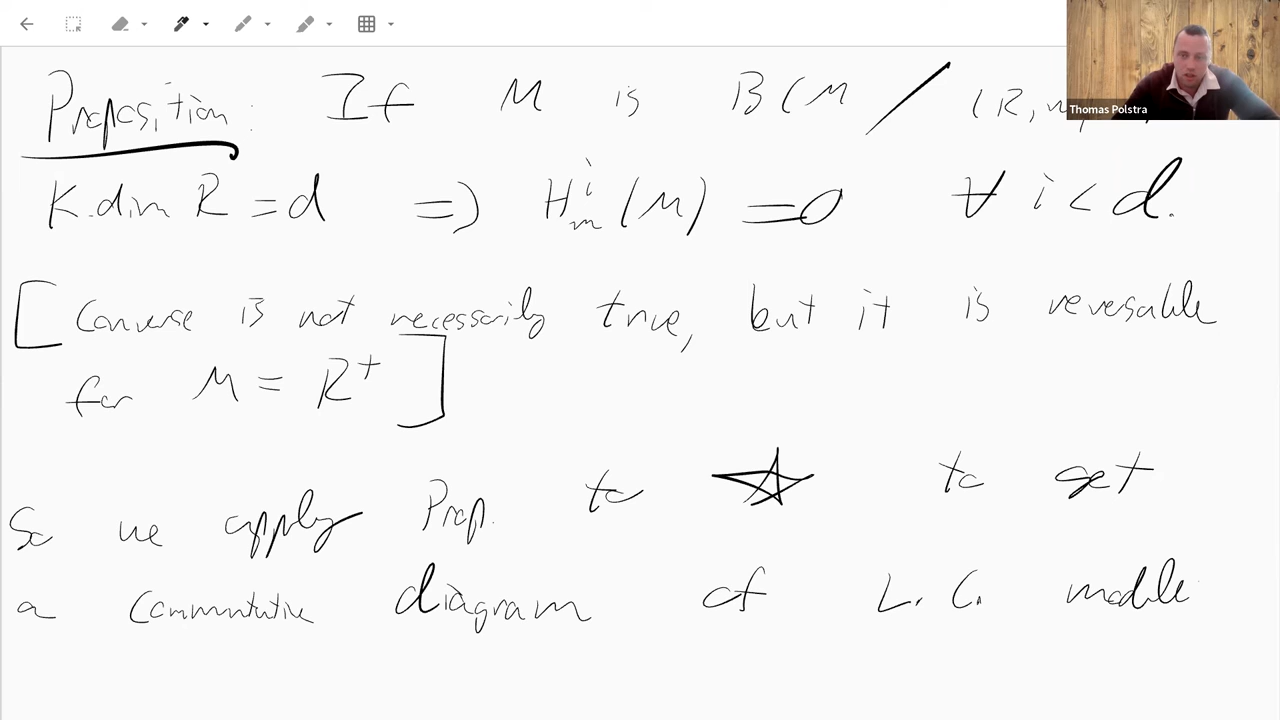 Proposition: If M is BCM / (R, m,
Thomas Polstra
K.dim R = d => H^i_m (M) = 0 ∀ i < d.
[ Converse is not necessarily true, but it is reversable
for M = R^+ ]
So we apply Prop. to ☆ to get
a commutative diagram of L.C. module